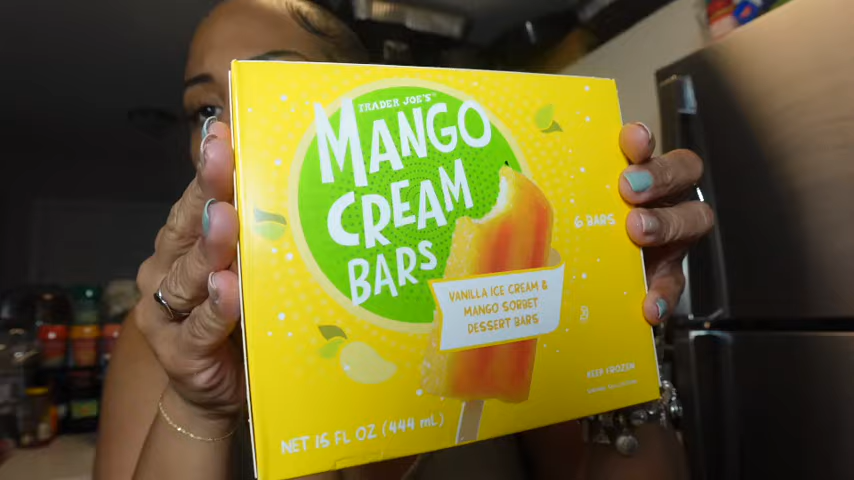 TRADER JOE'S
MANGO
CREAM
BARS
6 BARS
VANILLA ICE CREAM &
MANGO SORBET
DESSERT BARS
KEEP FROZEN
NET 15 FL OZ (444 mL)